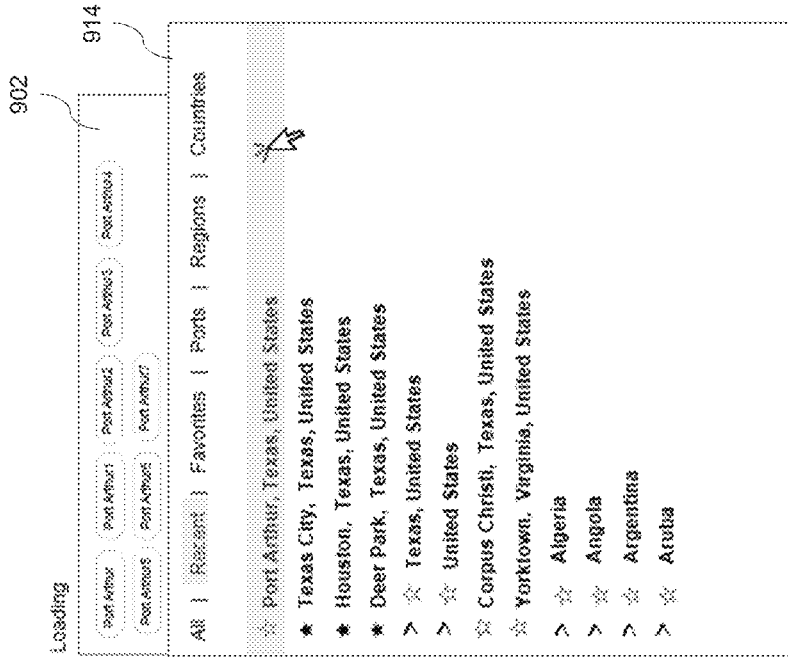 902
914
Loading
Port Arthur Port Arthur1 Port Arthur2 Port Arthur3 Port Arthur4
Port Arthur5 Port Arthur6 Port Arthur7
All | Recent | Favorites | Ports | Regions | Countries
☆ Port Arthur, Texas, United States
★ Texas City, Texas, United States
★ Houston, Texas, United States
★ Deer Park, Texas, United States
> ☆ Texas, United States
> ☆ United States
☆ Corpus Christi, Texas, United States
☆ Yorktown, Virginia, United States
> ☆ Algeria
> ☆ Angola
> ☆ Argentina
> ☆ Aruba